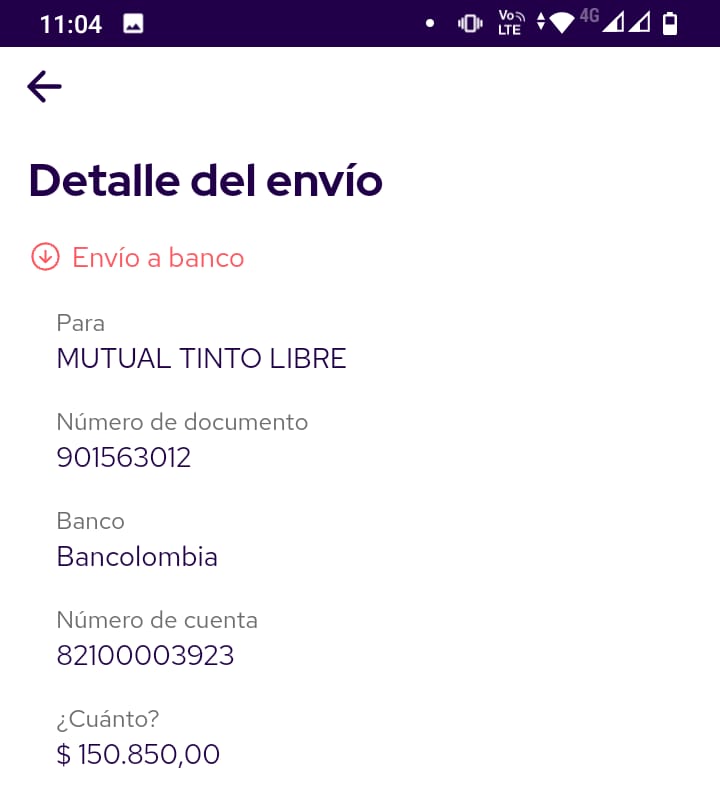 11:04
Vo
LTE
4G
Detalle del envío
Envío a banco
Para
MUTUAL TINTO LIBRE
Número de documento
901563012
Banco
Bancolombia
Número de cuenta
82100003923
¿Cuánto?
$ 150.850,00